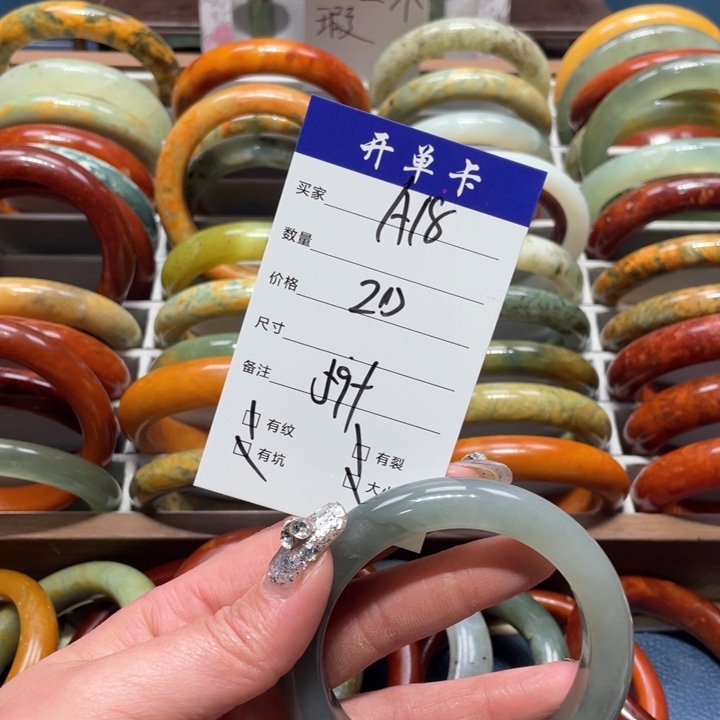 瑕
开单卡
买家 A18
数量
价格 20
尺寸
备注
有纹
有裂
有坑